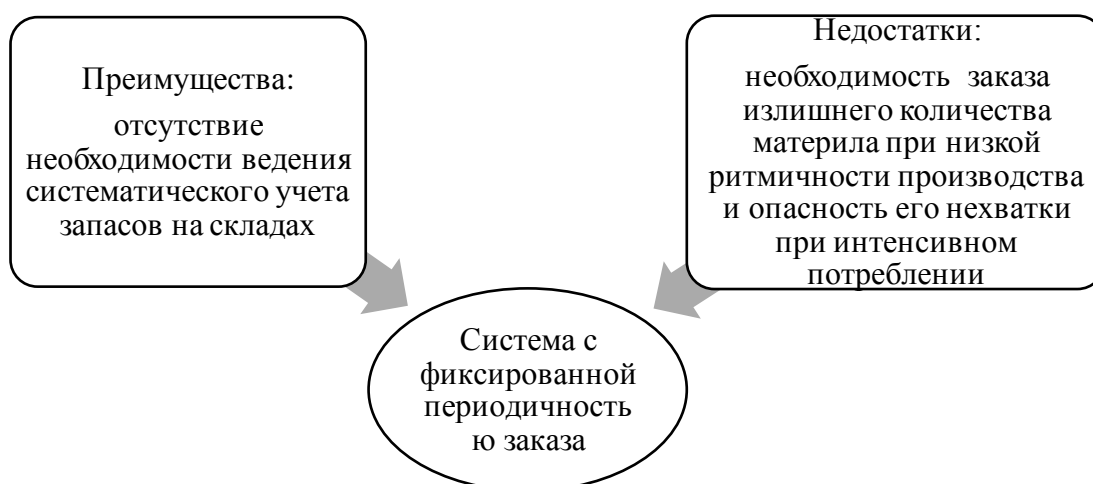 Преимущества:
отсутствие
необходимости ведения
систематического учета
запасов на складах
Недостатки:
необходимость заказа
излишнего количества
материла при низкой
ритмичности производства
и опасность его нехватки
при интенсивном
потреблении
Система с
фиксированной
периодичность
ю заказа